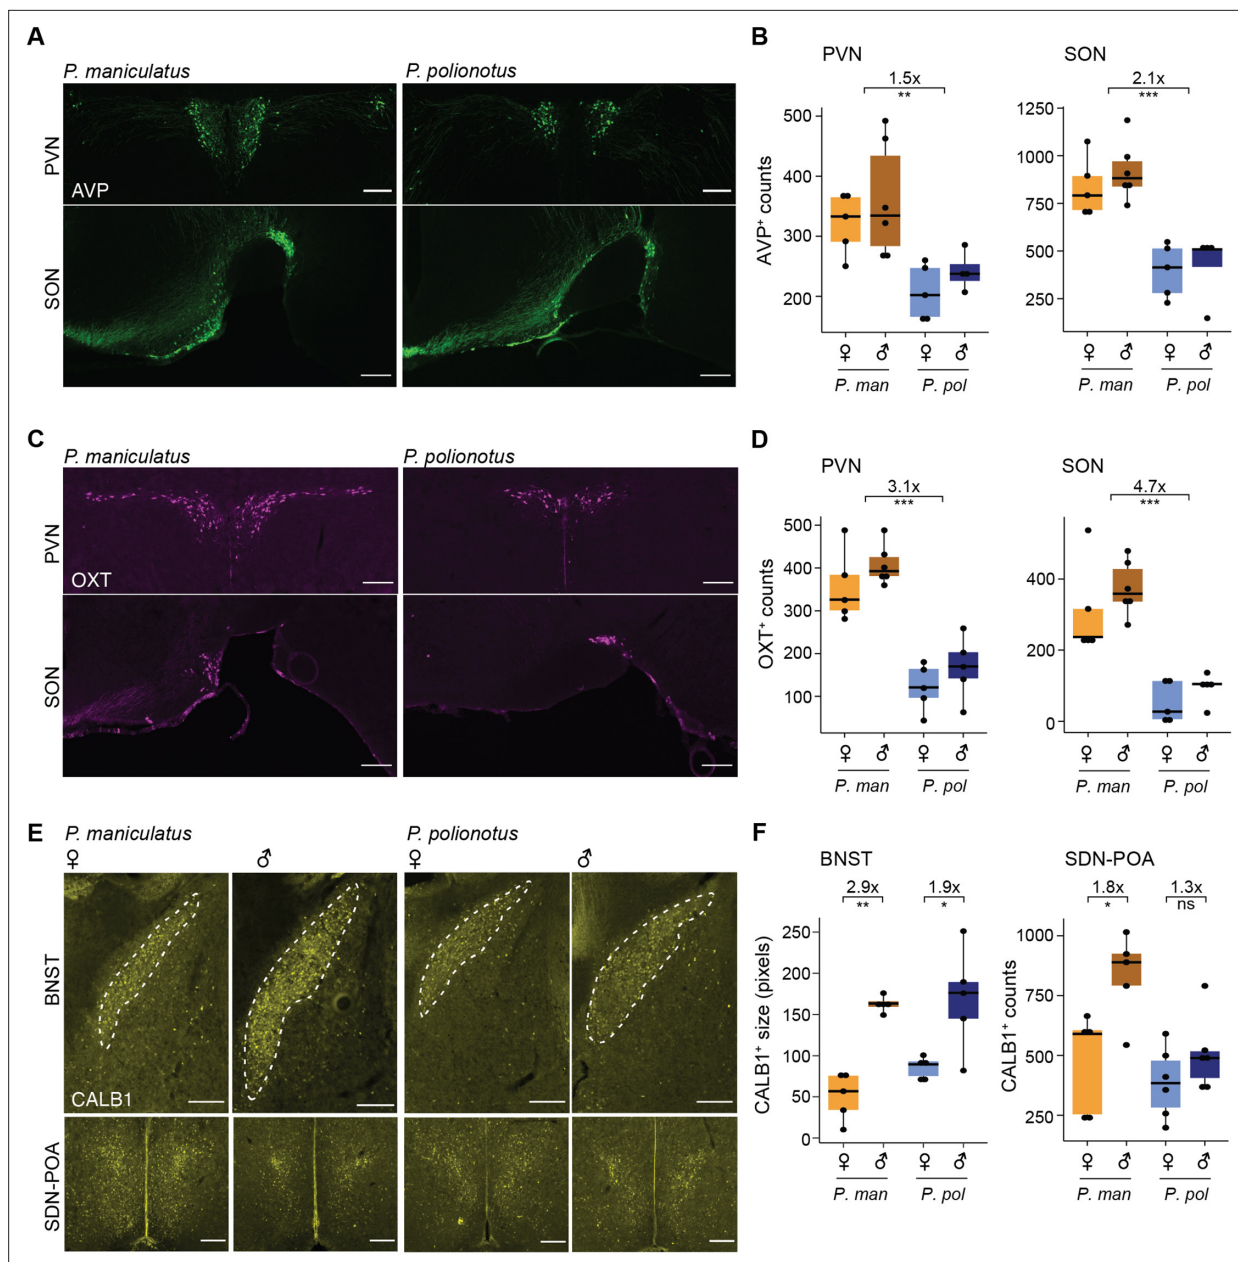 A
P. maniculatus
P. polionotus
PVN
AVP
SON
B
PVN
1.5x
**
AVP⁺ counts
500
400
300
200
♀ ♂ ♀ ♂
P. man P. pol
SON
2.1x
***
1250
1000
750
500
250
♀ ♂ ♀ ♂
P. man P. pol
C
P. maniculatus
P. polionotus
PVN
OXT
SON
D
PVN
3.1x
***
OXT⁺ counts
500
400
300
200
100
♀ ♂ ♀ ♂
P. man P. pol
SON
4.7x
***
400
200
0
♀ ♂ ♀ ♂
P. man P. pol
E
P. maniculatus
P. polionotus
♀ ♂ ♀ ♂
BNST
CALB1
SDN-POA
F
BNST
2.9x 1.9x
** *
CALB1⁺ size (pixels)
250
200
150
100
50
0
♀ ♂ ♀ ♂
P. man P. pol
SDN-POA
1.8x 1.3x
* ns
CALB1⁺ counts
1000
750
500
250
♀ ♂ ♀ ♂
P. man P. pol